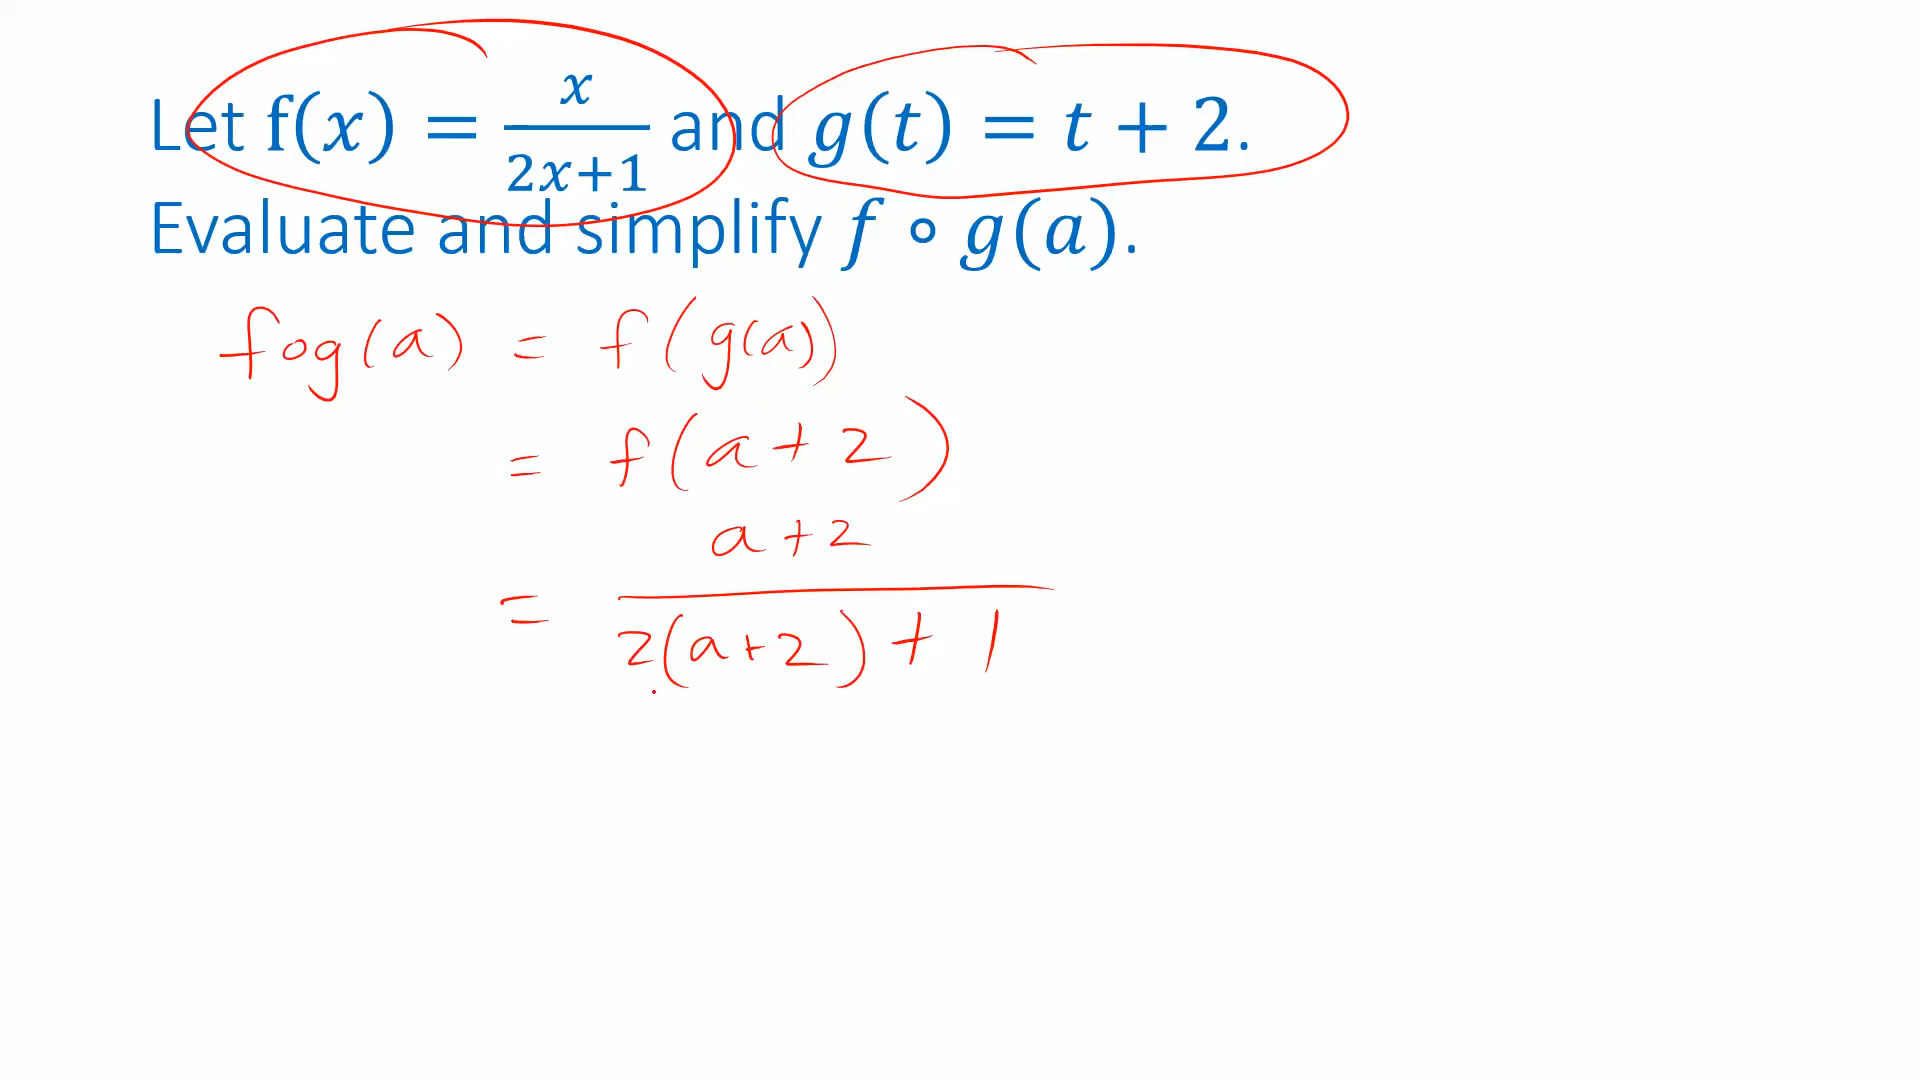 Let f(x) = x/(2x+1) and g(t) = t + 2.
Evaluate and simplify f ∘ g(a).
fog(a) = f(g(a))
= f(a+2)
= a+2 / 2(a+2) + 1